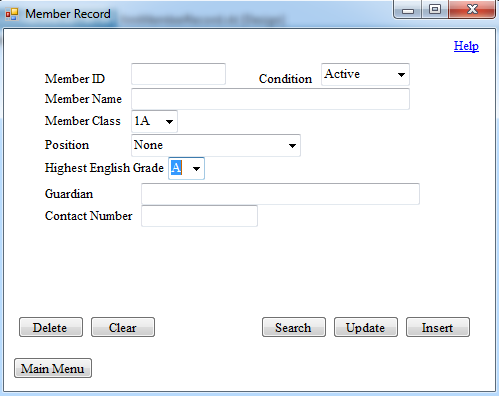 Member Record
Help
Member ID Condition Active
Member Name
Member Class 1A
Position None
Highest English Grade A
Guardian
Contact Number
Delete Clear Search Update Insert
Main Menu